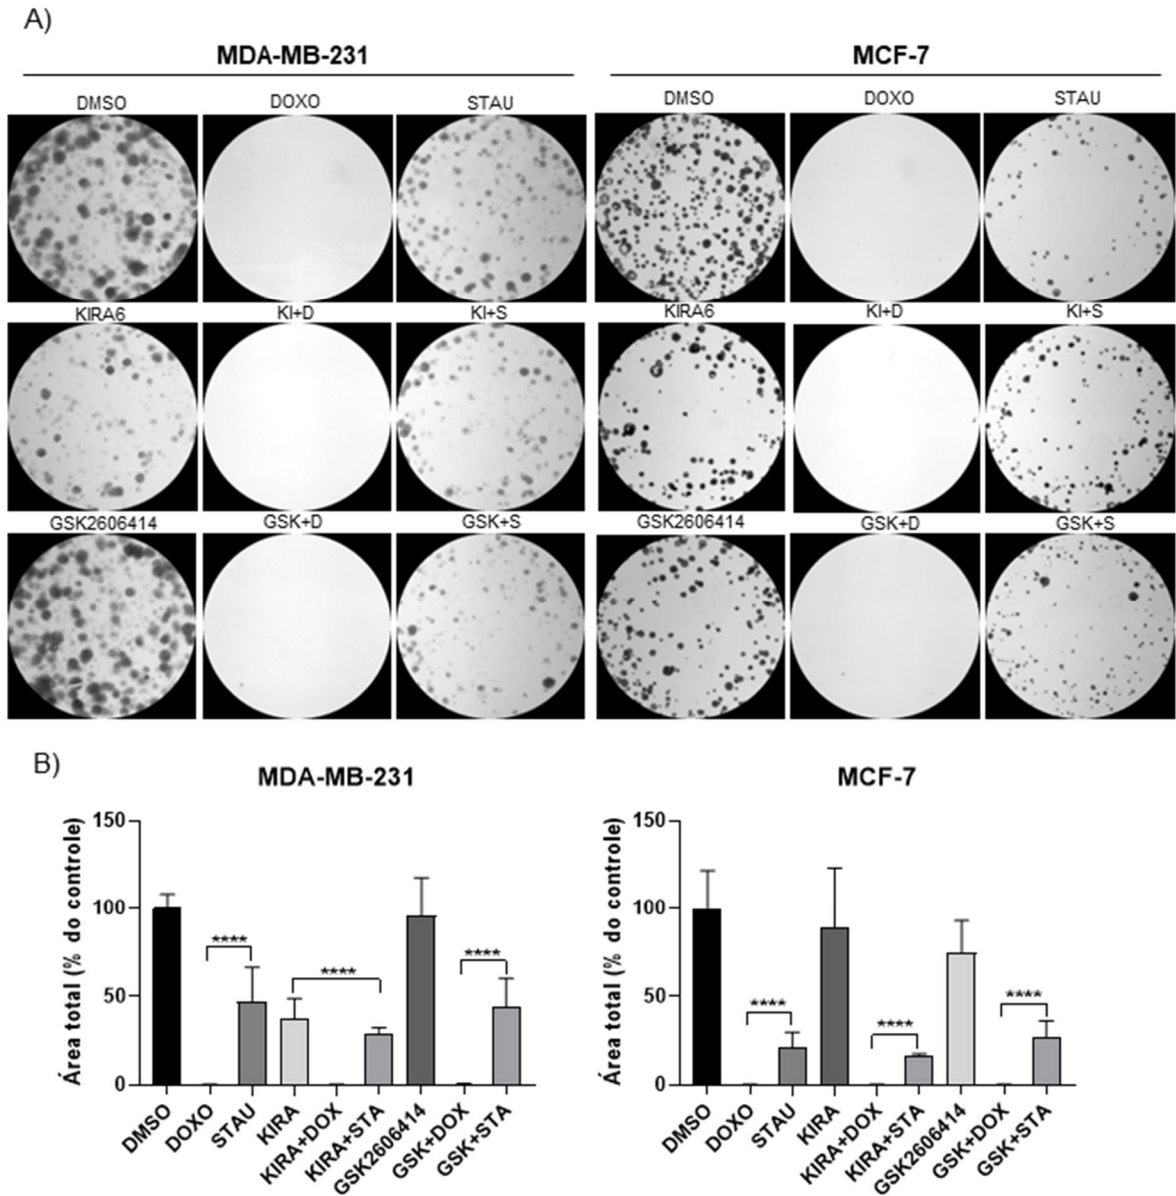 A)
MDA-MB-231 MCF-7
DMSO DOXO STAU DMSO DOXO STAU
KIRA6 KI+D KI+S KIRA6 KI+D KI+S
GSK2606414 GSK+D GSK+S GSK2606414 GSK+D GSK+S
B)
MDA-MB-231
Área total (% do controle)
150
100
50
0
****
****
****
DMSO
DOXO
STAU
KIRA
KIRA+DOX
KIRA+STA
GSK2606414
GSK+DOX
GSK+STA
MCF-7
Área total (% do controle)
150
100
50
0
****
****
****
DMSO
DOXO
STAU
KIRA
KIRA+DOX
KIRA+STA
GSK2606414
GSK+DOX
GSK+STA